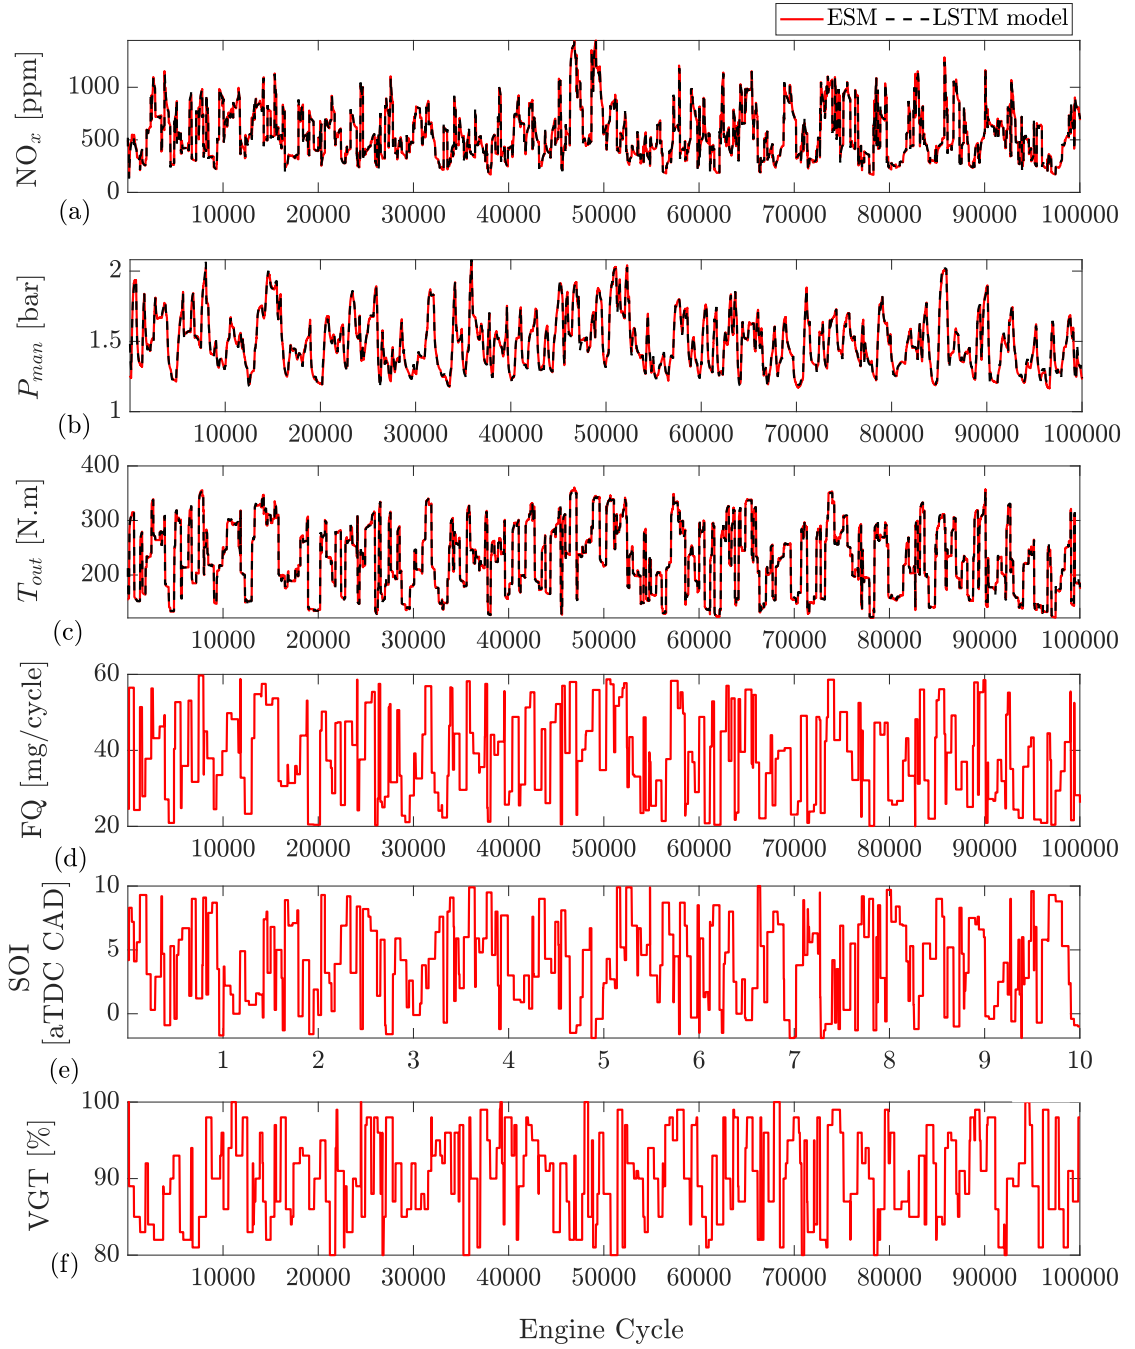 ESM LSTM model
NOx [ppm]
1000
500
0
10000 20000 30000 40000 50000 60000 70000 80000 90000 100000
(a)
Pman [bar]
2
1.5
1
10000 20000 30000 40000 50000 60000 70000 80000 90000 100000
(b)
Tout [N.m]
400
300
200
10000 20000 30000 40000 50000 60000 70000 80000 90000 100000
(c)
FQ [mg/cycle]
60
40
20
10000 20000 30000 40000 50000 60000 70000 80000 90000 100000
(d)
SOI
[aTDC CAD]
10
5
0
1 2 3 4 5 6 7 8 9 10
(e)
VGT [%]
100
90
80
10000 20000 30000 40000 50000 60000 70000 80000 90000 100000
(f)
Engine Cycle